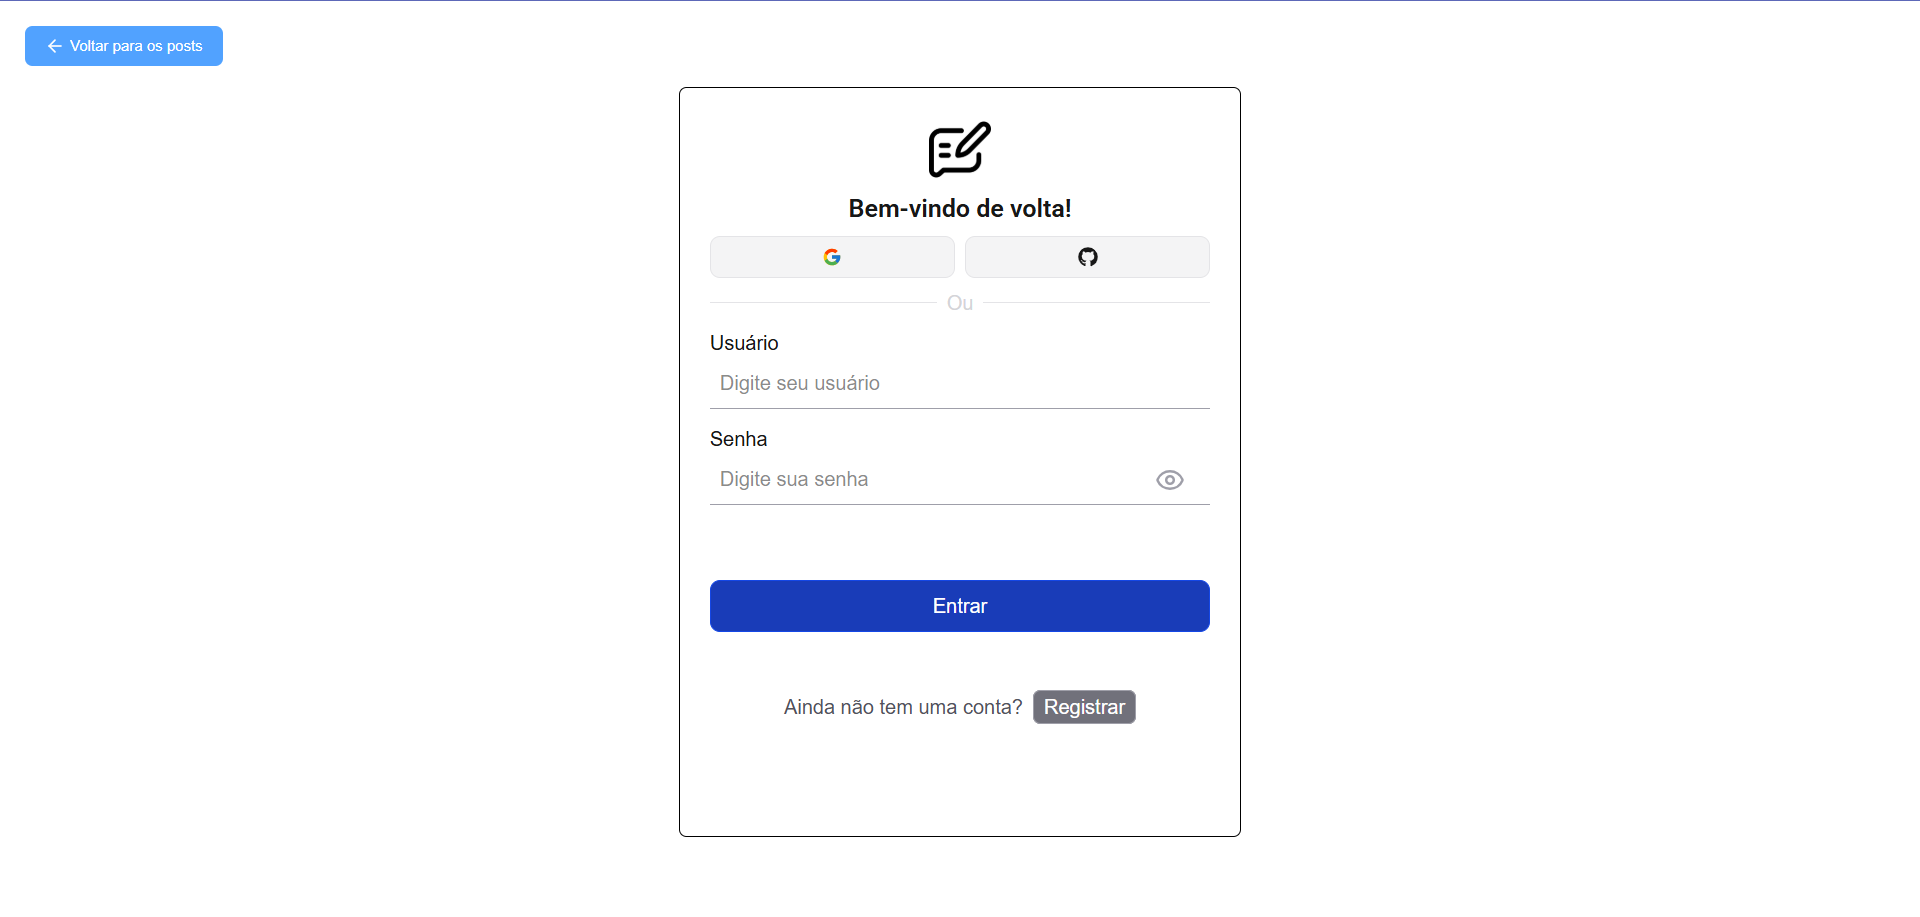 Voltar para os posts
Bem-vindo de volta!
Ou
Usuário
Digite seu usuário
Senha
Digite sua senha
Entrar
Ainda não tem uma conta? Registrar